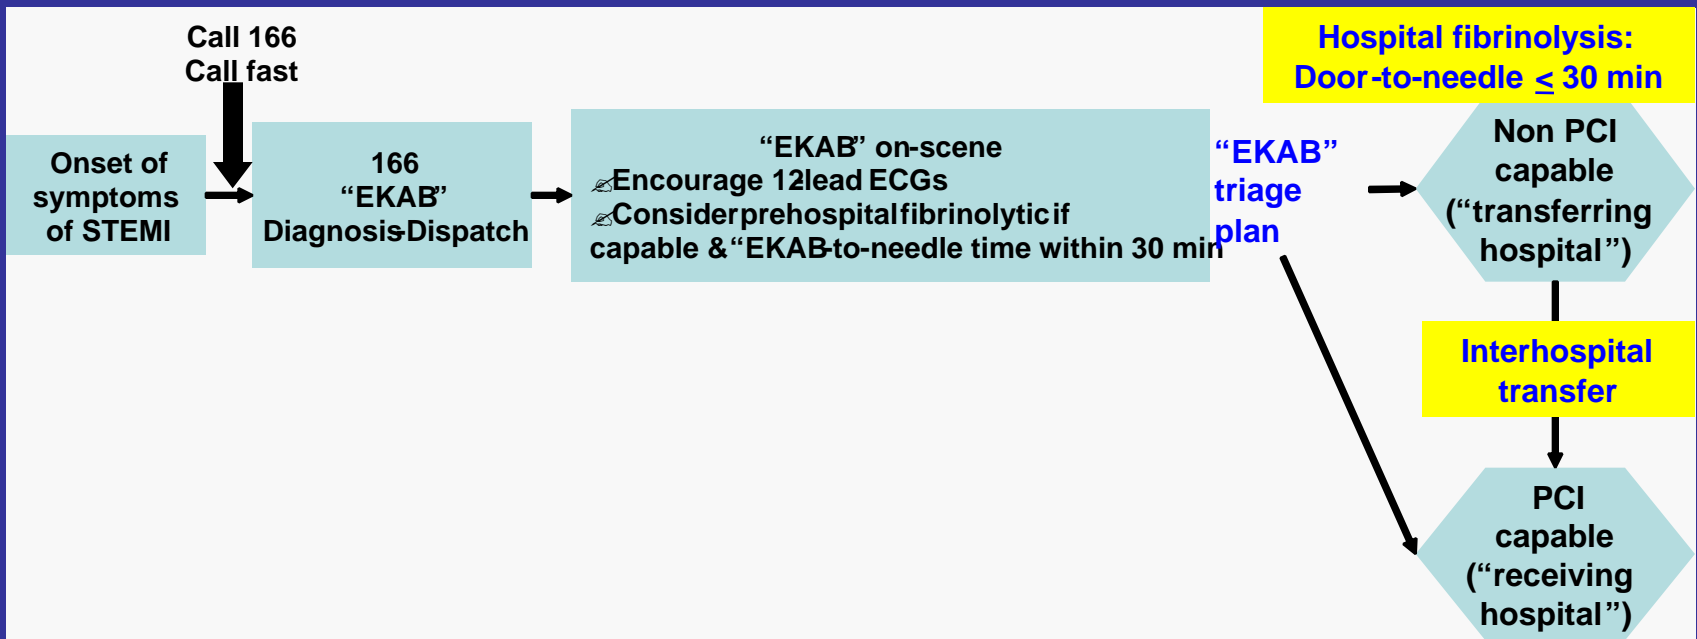 Call 166
Call fast
Onset of
symptoms
of STEMI
166
“EKAB”
Diagnosis-Dispatch
“EKAB” on-scene
Encourage 12lead ECGs
Consider prehospital fibrinolytic if
capable & “EKAB-to-needle time within 30 min
“EKAB”
triage
plan
Hospital fibrinolysis:
Door-to-needle ≤ 30 min
Non PCI
capable
(“transferring
hospital”)
Interhospital
transfer
PCI
capable
(“receiving
hospital”)